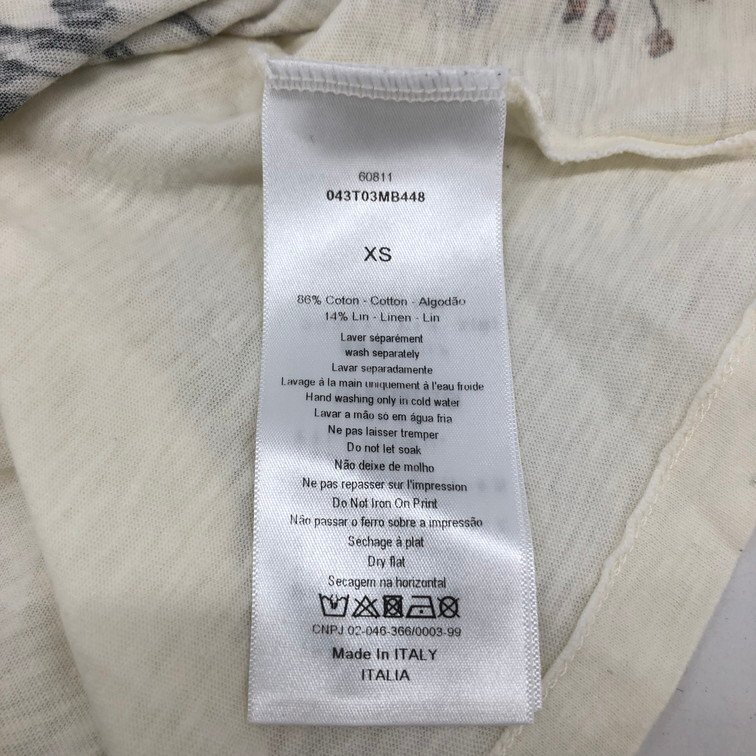 60811
043T03MB448
XS
86% Coton - Cotton - Algodão
14% Lin - Linen - Lin
Laver séparément
wash separately
Lavar separadamente
Lavage à la main uniquement à l'eau froide
Hand washing only in cold water
Lavar a mão só em água fria
Ne pas laisser tremper
Do not let soak
Não deixe de molho
Ne pas repasser sur l'impression
Do Not Iron On Print
Não passar o ferro sobre a impressão
Séchage à plat
Dry flat
Secagem na horizontal
CNPJ 02-046-366/0003-99
Made In ITALY
ITALIA